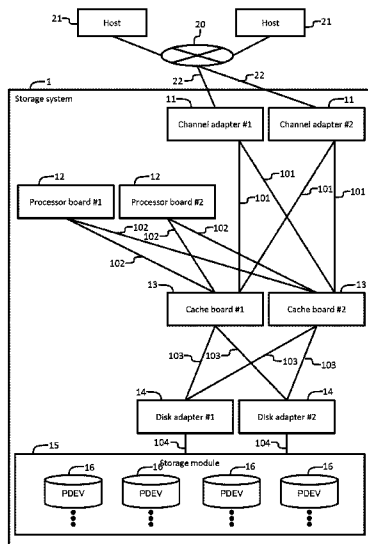 21 Host Host 21
20
22 22
1
Storage system
11 11
Channel adapter #1 Channel adapter #2
101 101 101 101
12 12
Processor board #1 Processor board #2
102 102 102 102
13 13
Cache board #1 Cache board #2
103 103 103 103
14 14
Disk adapter #1 Disk adapter #2
104 104
15
Storage module
16 16 16 16
PDEV PDEV PDEV PDEV